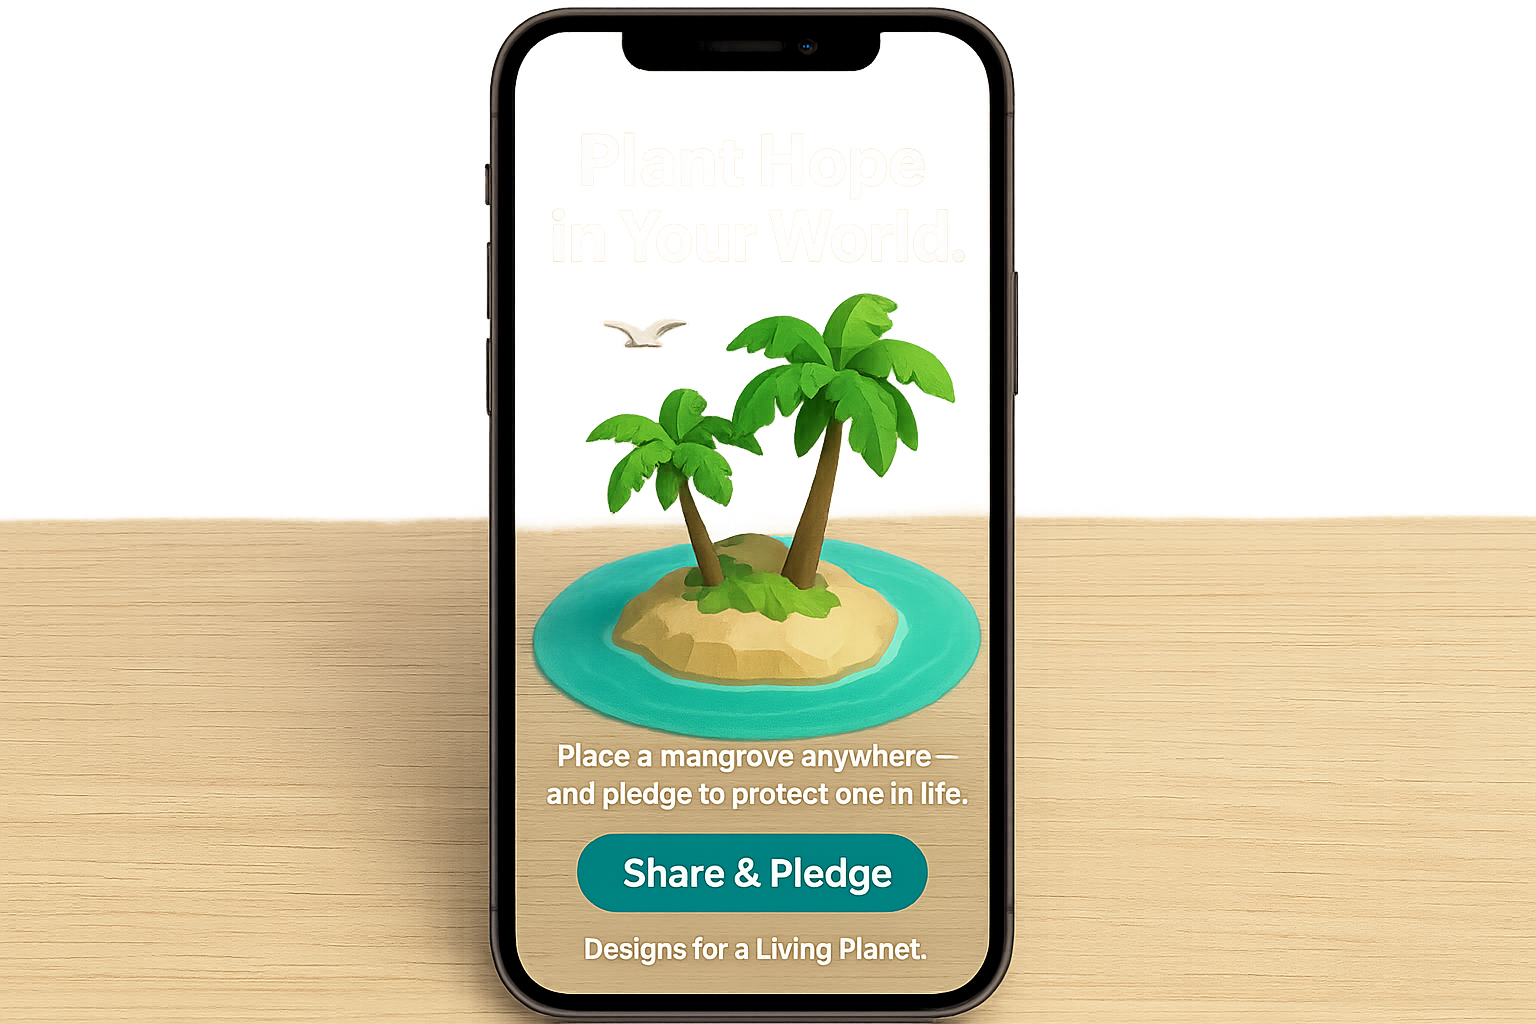 Plant Hope
in Your World.
Place a mangrove anywhere—
and pledge to protect one in life.
Share & Pledge
Designs for a Living Planet.